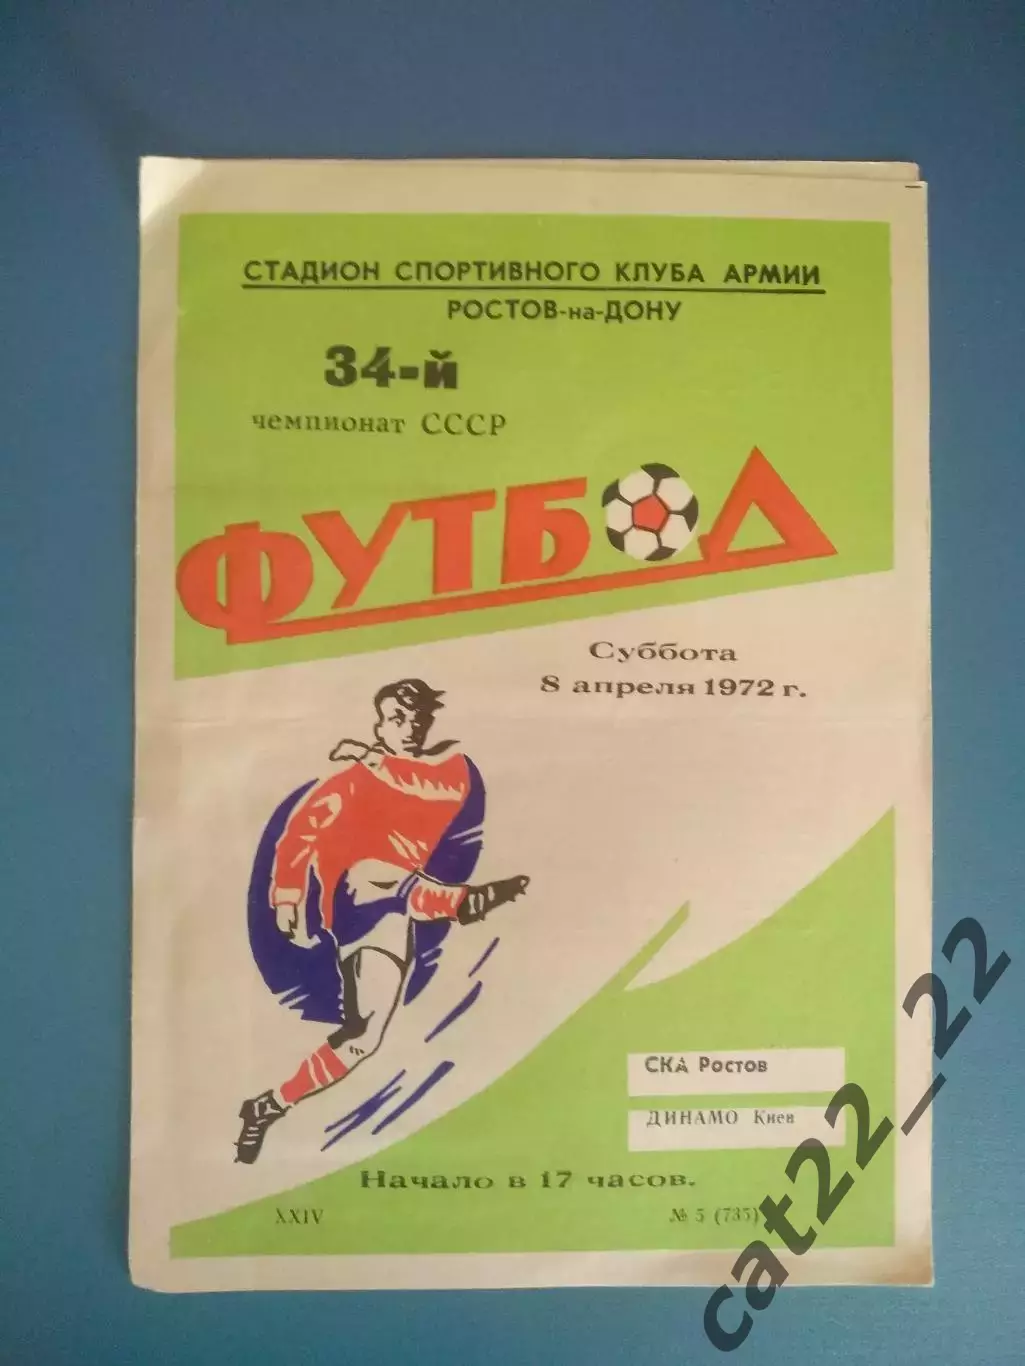 СТАДИОН СПОРТИВНОГО КЛУБА АРМИИ
РОСТОВ-на-ДОНУ
34-й
чемпионат СССР
ФУТБОЛ
Суббота
8 апреля 1972 г.
СКА Ростов
ДИНАМО Киев
Начало в 17 часов.
XXIV
№ 5 (735)
cat22_22